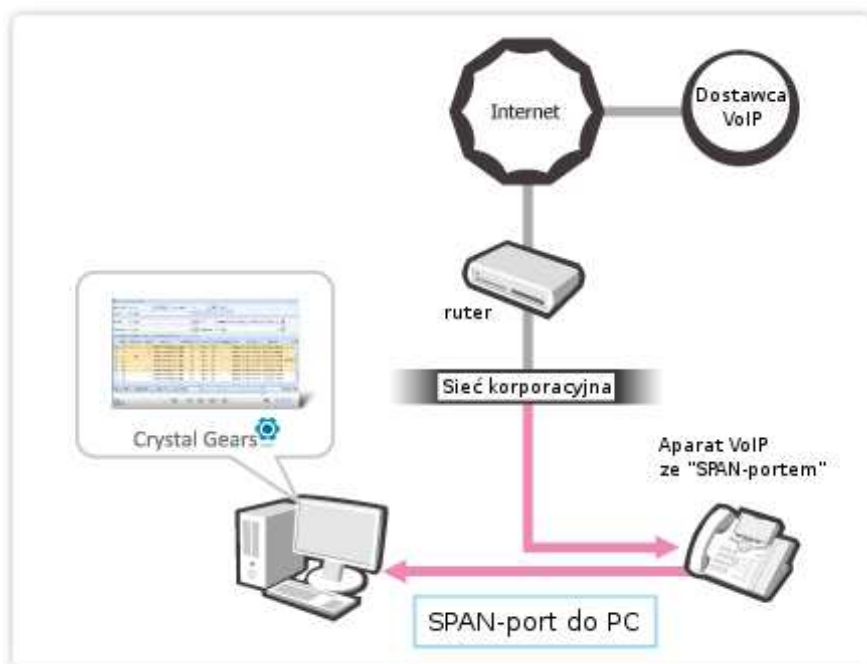 Internet
Dostawca
VoIP
ruter
Sieć korporacyjna
Crystal Gears
Aparat VoIP
ze "SPAN-portem"
SPAN-port do PC